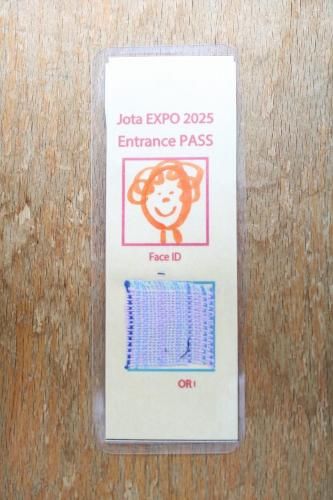 Jota EXPO 2025
Entrance PASS
Face ID